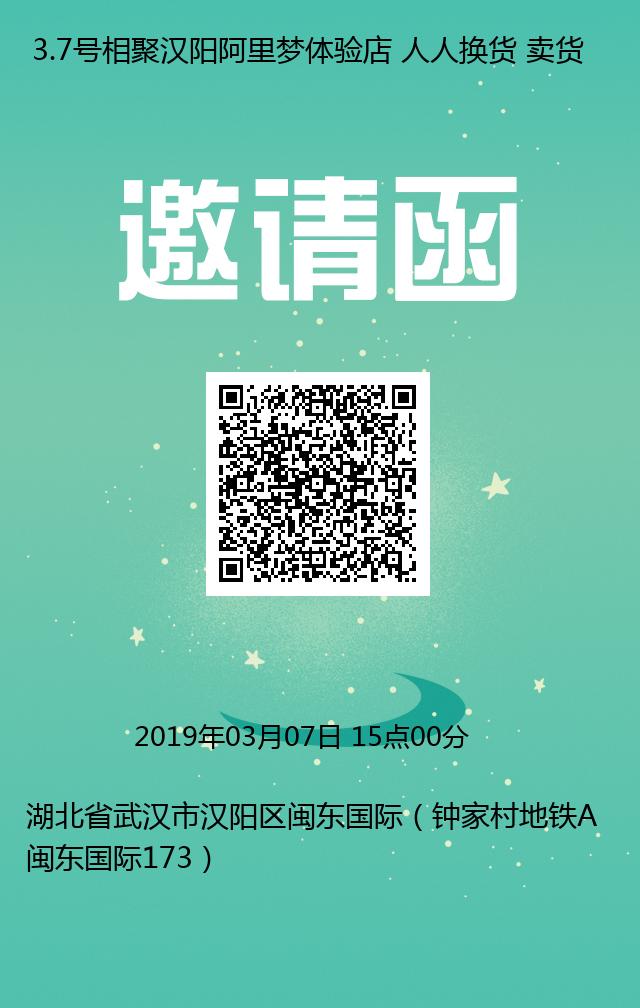 3.7号相聚汉阳阿里梦体验店 人人换货 卖货
邀请函
2019年03月07日 15点00分
湖北省武汉市汉阳区闽东国际（钟家村地铁A
闽东国际173）